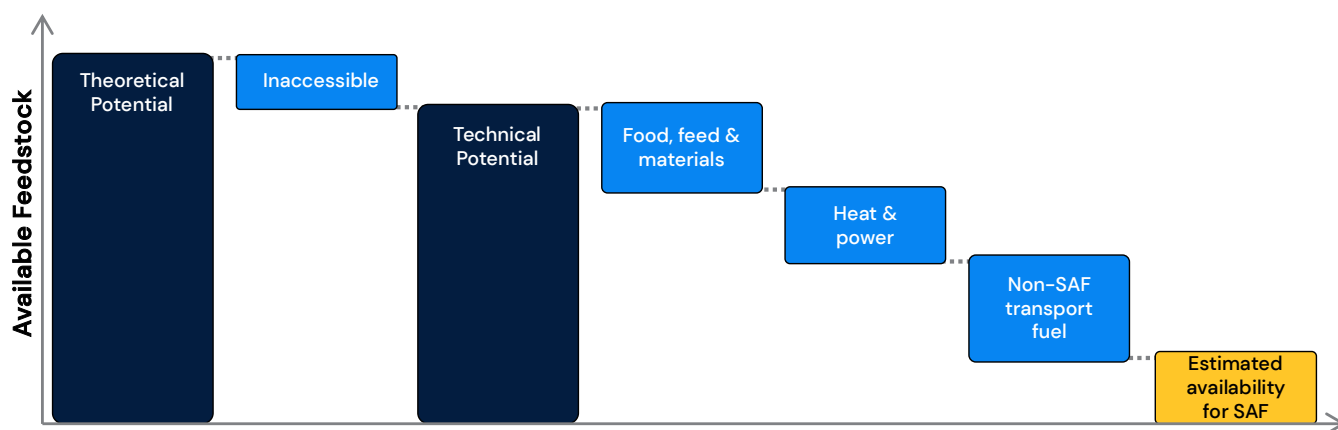 Available Feedstock
Theoretical
Potential
Inaccessible
Technical
Potential
Food, feed &
materials
Heat &
power
Non-SAF
transport
fuel
Estimated
availability
for SAF